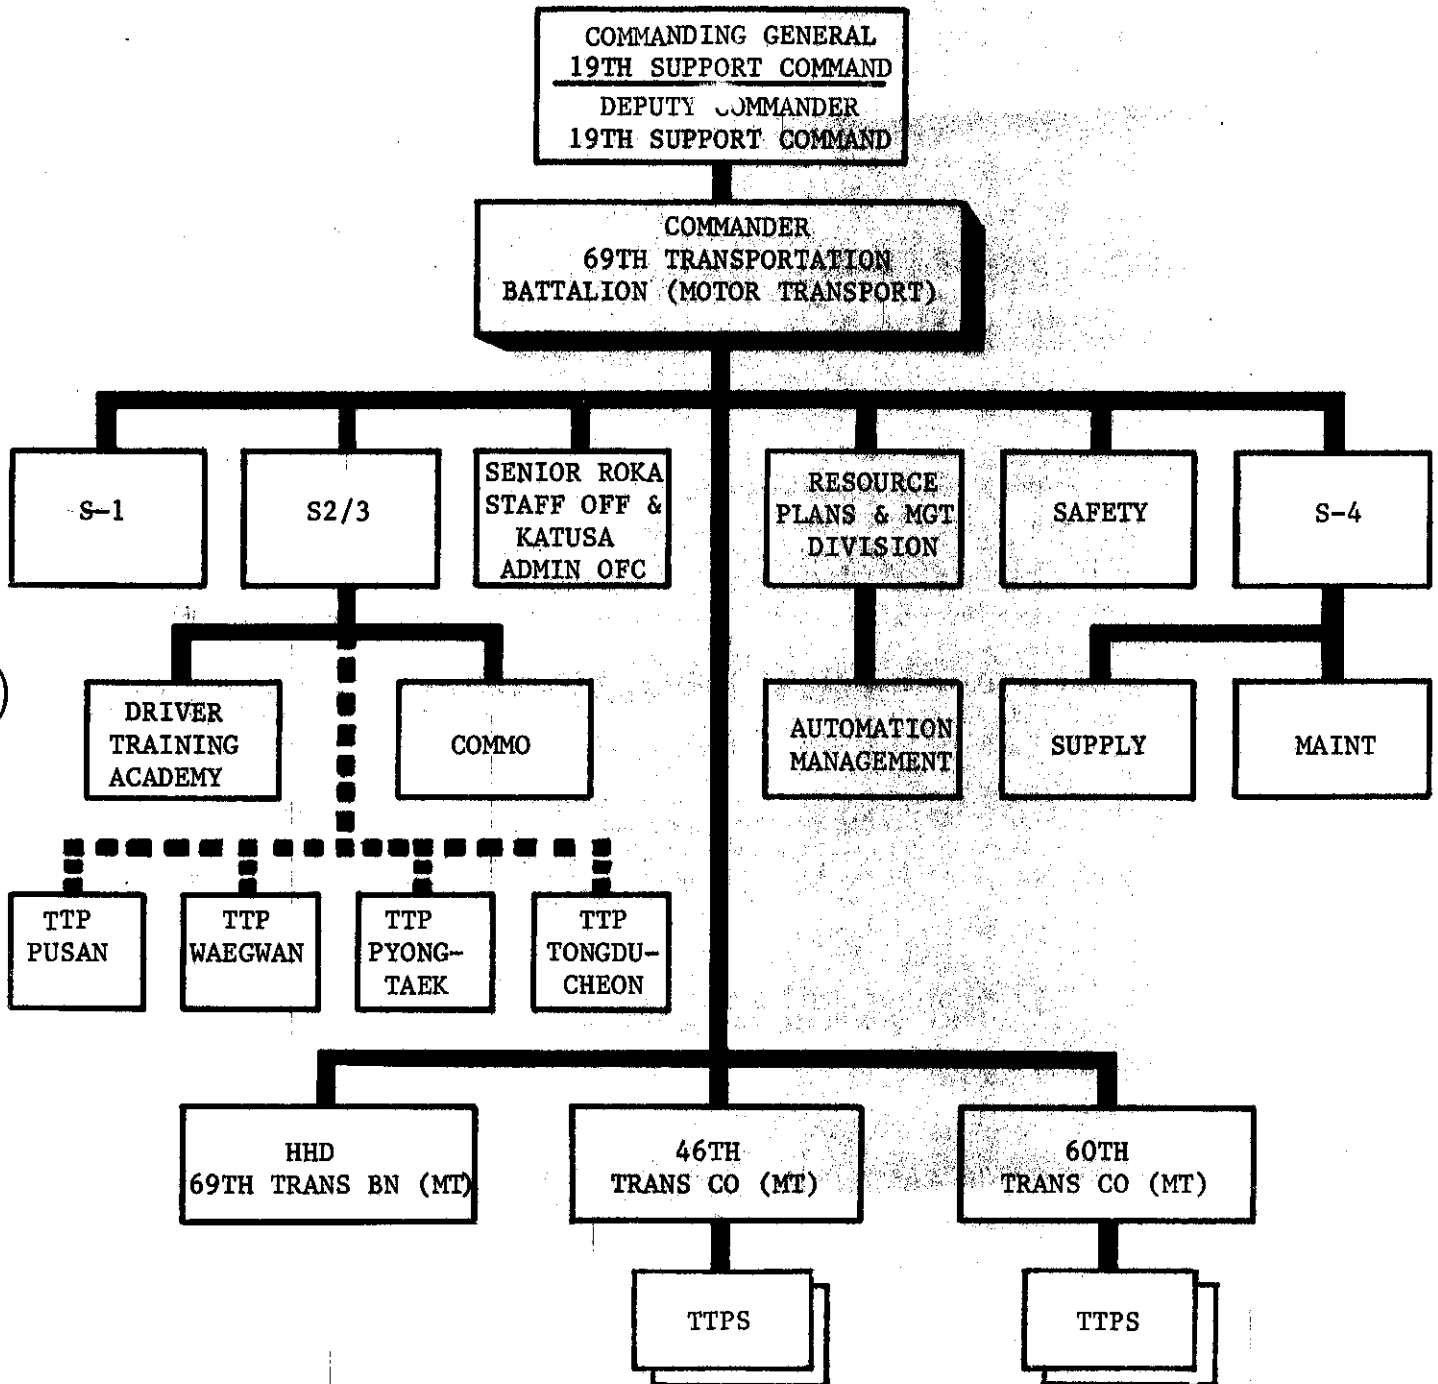 COMMANDING GENERAL
19TH SUPPORT COMMAND
DEPUTY COMMANDER
19TH SUPPORT COMMAND
COMMANDER
69TH TRANSPORTATION
BATTALION (MOTOR TRANSPORT)
S-1
S2/3
SENIOR ROKA
STAFF OFF &
KATUSA
ADMIN OFC
RESOURCE
PLANS & MGT
DIVISION
SAFETY
S-4
DRIVER
TRAINING
ACADEMY
COMMO
AUTOMATION
MANAGEMENT
SUPPLY
MAINT
TTP
PUSAN
TTP
WAEGWAN
TTP
PYONG-
TAEK
TTP
TONGDU-
CHEON
HHD
69TH TRANS BN (MT)
46TH
TRANS CO (MT)
60TH
TRANS CO (MT)
TTPS
TTPS